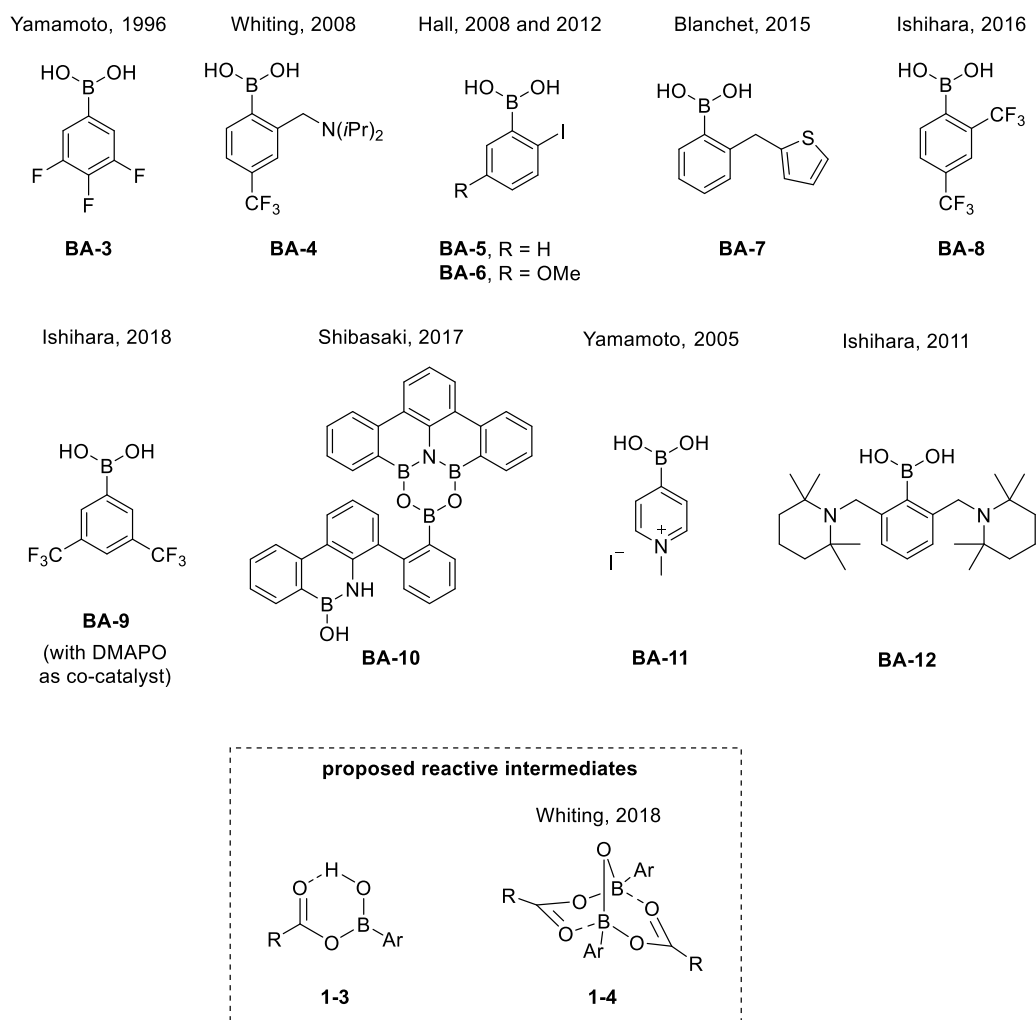 Yamamoto, 1996
Whiting, 2008
Hall, 2008 and 2012
Blanchet, 2015
Ishihara, 2016
HO OH
B
F
F
F
BA-3
HO OH
B
N(iPr)2
CF3
BA-4
HO OH
B
I
R
BA-5, R = H
BA-6, R = OMe
HO OH
B
S
BA-7
HO OH
B
CF3
CF3
BA-8
Ishihara, 2018
Shibasaki, 2017
Yamamoto, 2005
Ishihara, 2011
HO OH
B
F3C CF3
BA-9
(with DMAPO
as co-catalyst)
B N B
O O
B
NH
B
OH
BA-10
HO OH
B
N+
I−
BA-11
HO OH
B
N N
BA-12
proposed reactive intermediates
Whiting, 2018
H
O O
B
R O Ar
1-3
O
Ar
B
R O O
B
O
Ar O
R
1-4